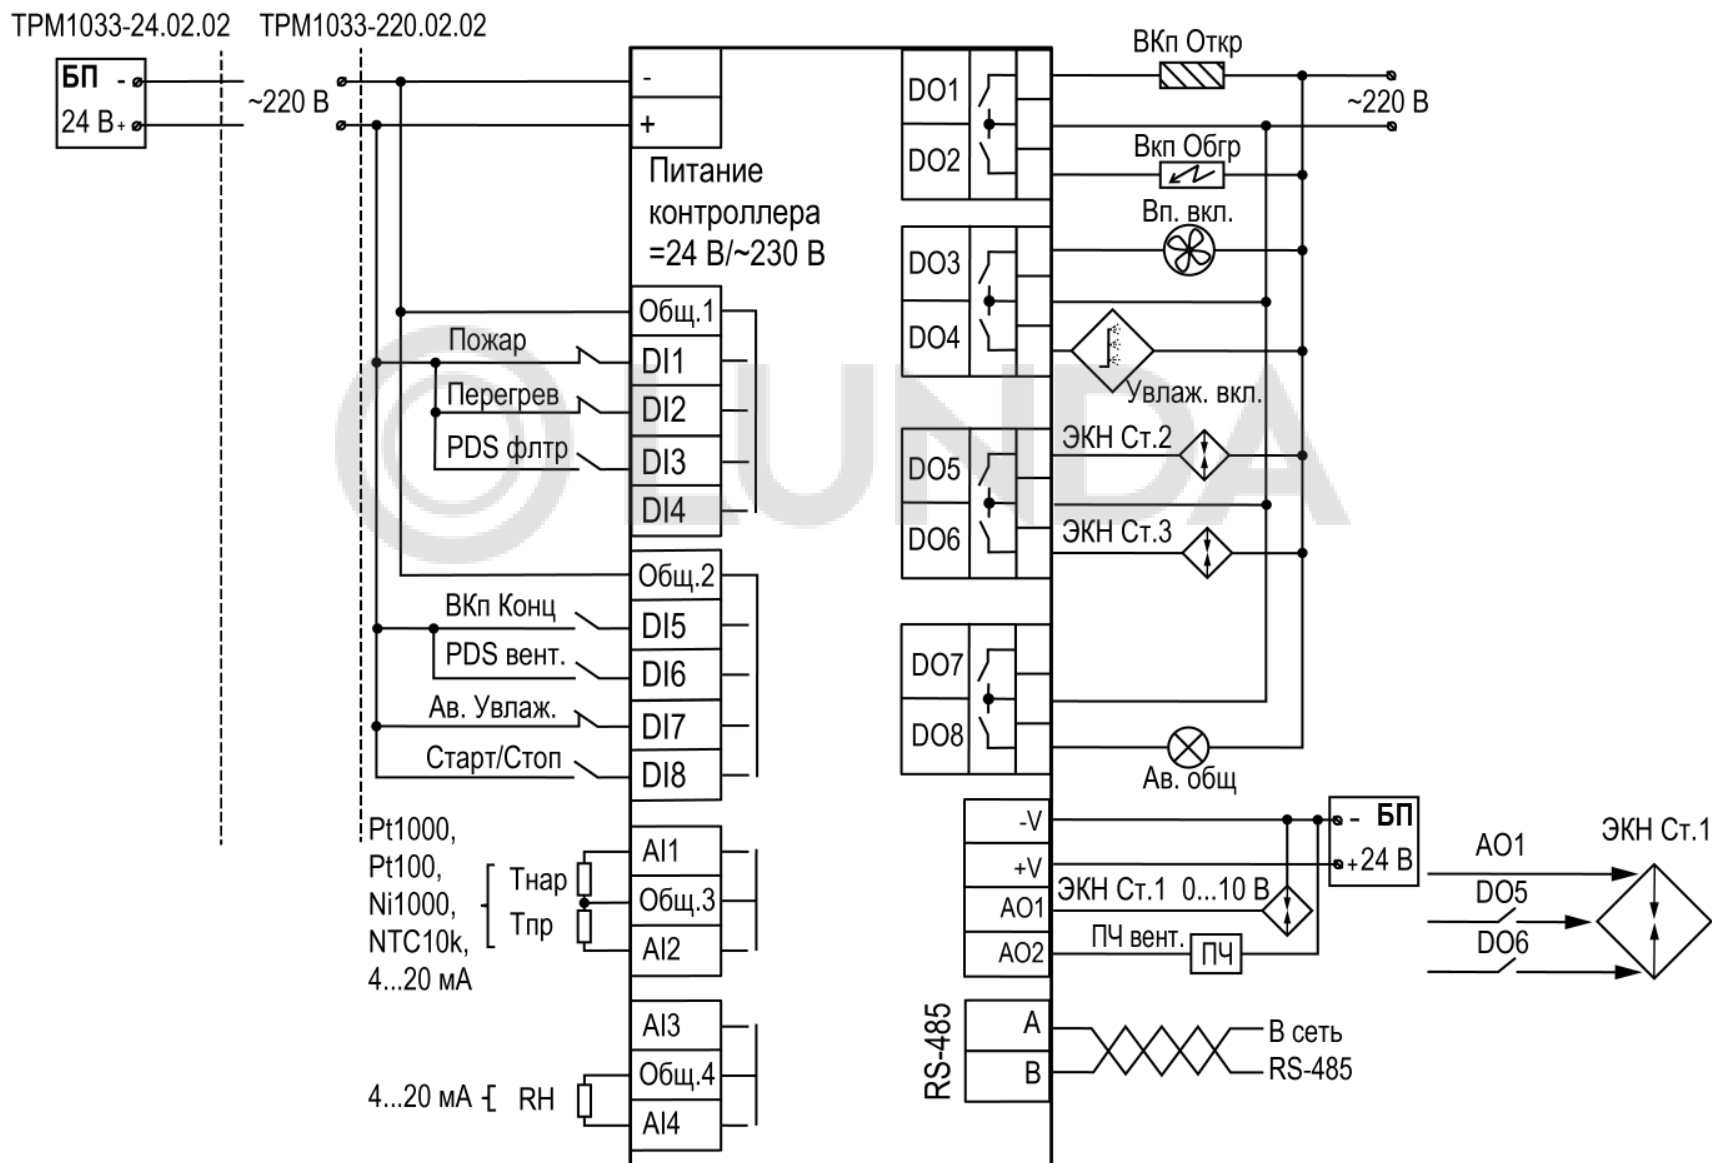 ТРМ1033-24.02.02
ТРМ1033-220.02.02
БП -
24 В +
~220 В
-
+
Питание
контроллера
=24 В/~230 В
Общ.1
Пожар
DI1
Перегрев
DI2
PDS флтр
DI3
DI4
Общ.2
ВКп Конц
DI5
PDS вент.
DI6
Ав. Увлаж.
DI7
Старт/Стоп
DI8
Pt1000,
Pt100,
Ni1000,
NTC10k,
4...20 мА
Тнар
Тпр
AI1
Общ.3
AI2
AI3
Общ.4
AI4
4...20 мА
RH
DO1
DO2
DO3
DO4
DO5
DO6
DO7
DO8
ВКп Откр
~220 В
Вкп Обгр
Вп. вкл.
Увлаж. вкл.
ЭКН Ст.2
ЭКН Ст.3
Ав. общ
-V
+V
AO1
AO2
ЭКН Ст.1 0...10 В
ПЧ вент.
ПЧ
- БП
+24 В
AO1
DO5
DO6
ЭКН Ст.1
RS-485
A
B
В сеть
RS-485
LUNDA